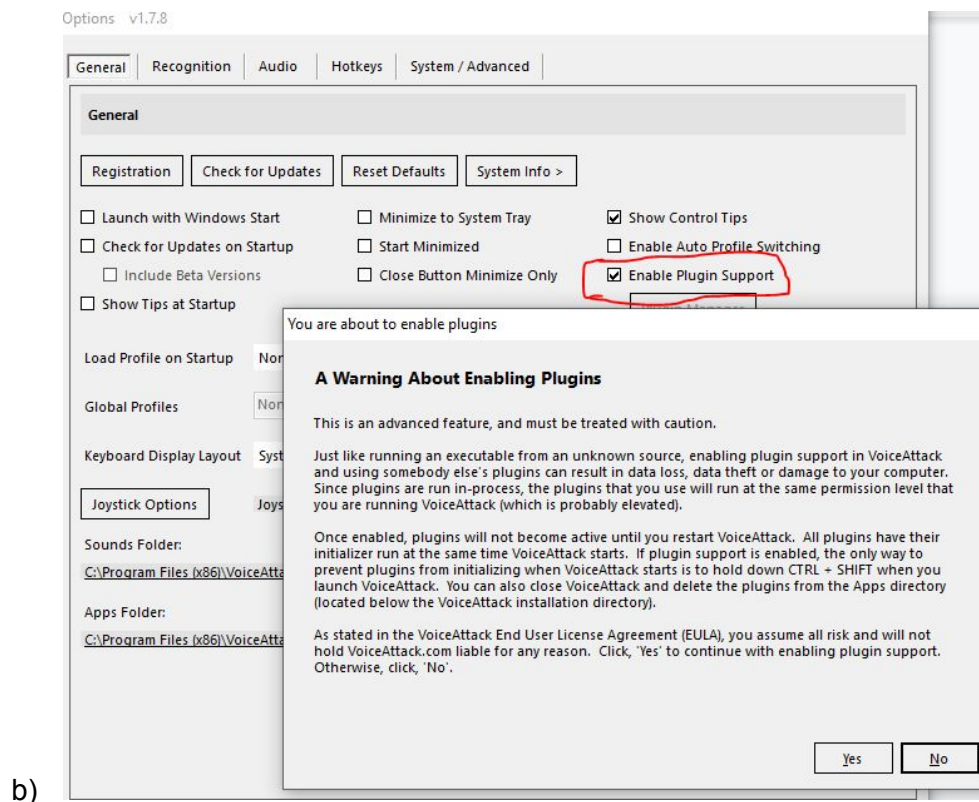 Options v1.7.8
General Recognition Audio Hotkeys System / Advanced
General
Registration Check for Updates Reset Defaults System Info >
Launch with Windows Start Minimize to System Tray Show Control Tips
Check for Updates on Startup Start Minimized Enable Auto Profile Switching
Include Beta Versions Close Button Minimize Only Enable Plugin Support
Show Tips at Startup
You are about to enable plugins
Load Profile on Startup Non
A Warning About Enabling Plugins
Global Profiles Non
This is an advanced feature, and must be treated with caution.
Keyboard Display Layout Syst
Just like running an executable from an unknown source, enabling plugin support in VoiceAttack
and using somebody else's plugins can result in data loss, data theft or damage to your computer.
Since plugins are run in-process, the plugins that you use will run at the same permission level that
you are running VoiceAttack (which is probably elevated).
Joystick Options Joys
Once enabled, plugins will not become active until you restart VoiceAttack. All plugins have their
initializer run at the same time VoiceAttack starts. If plugin support is enabled, the only way to
prevent plugins from initializing when VoiceAttack starts is to hold down CTRL + SHIFT when you
launch VoiceAttack. You can also close VoiceAttack and delete the plugins from the Apps directory
(located below the VoiceAttack installation directory).
Sounds Folder:
C:\Program Files (x86)\VoiceAtta
Apps Folder:
C:\Program Files (x86)\VoiceAtta
As stated in the VoiceAttack End User License Agreement (EULA), you assume all risk and will not
hold VoiceAttack.com liable for any reason. Click, 'Yes' to continue with enabling plugin support.
Otherwise, click, 'No'.
Yes No
b)